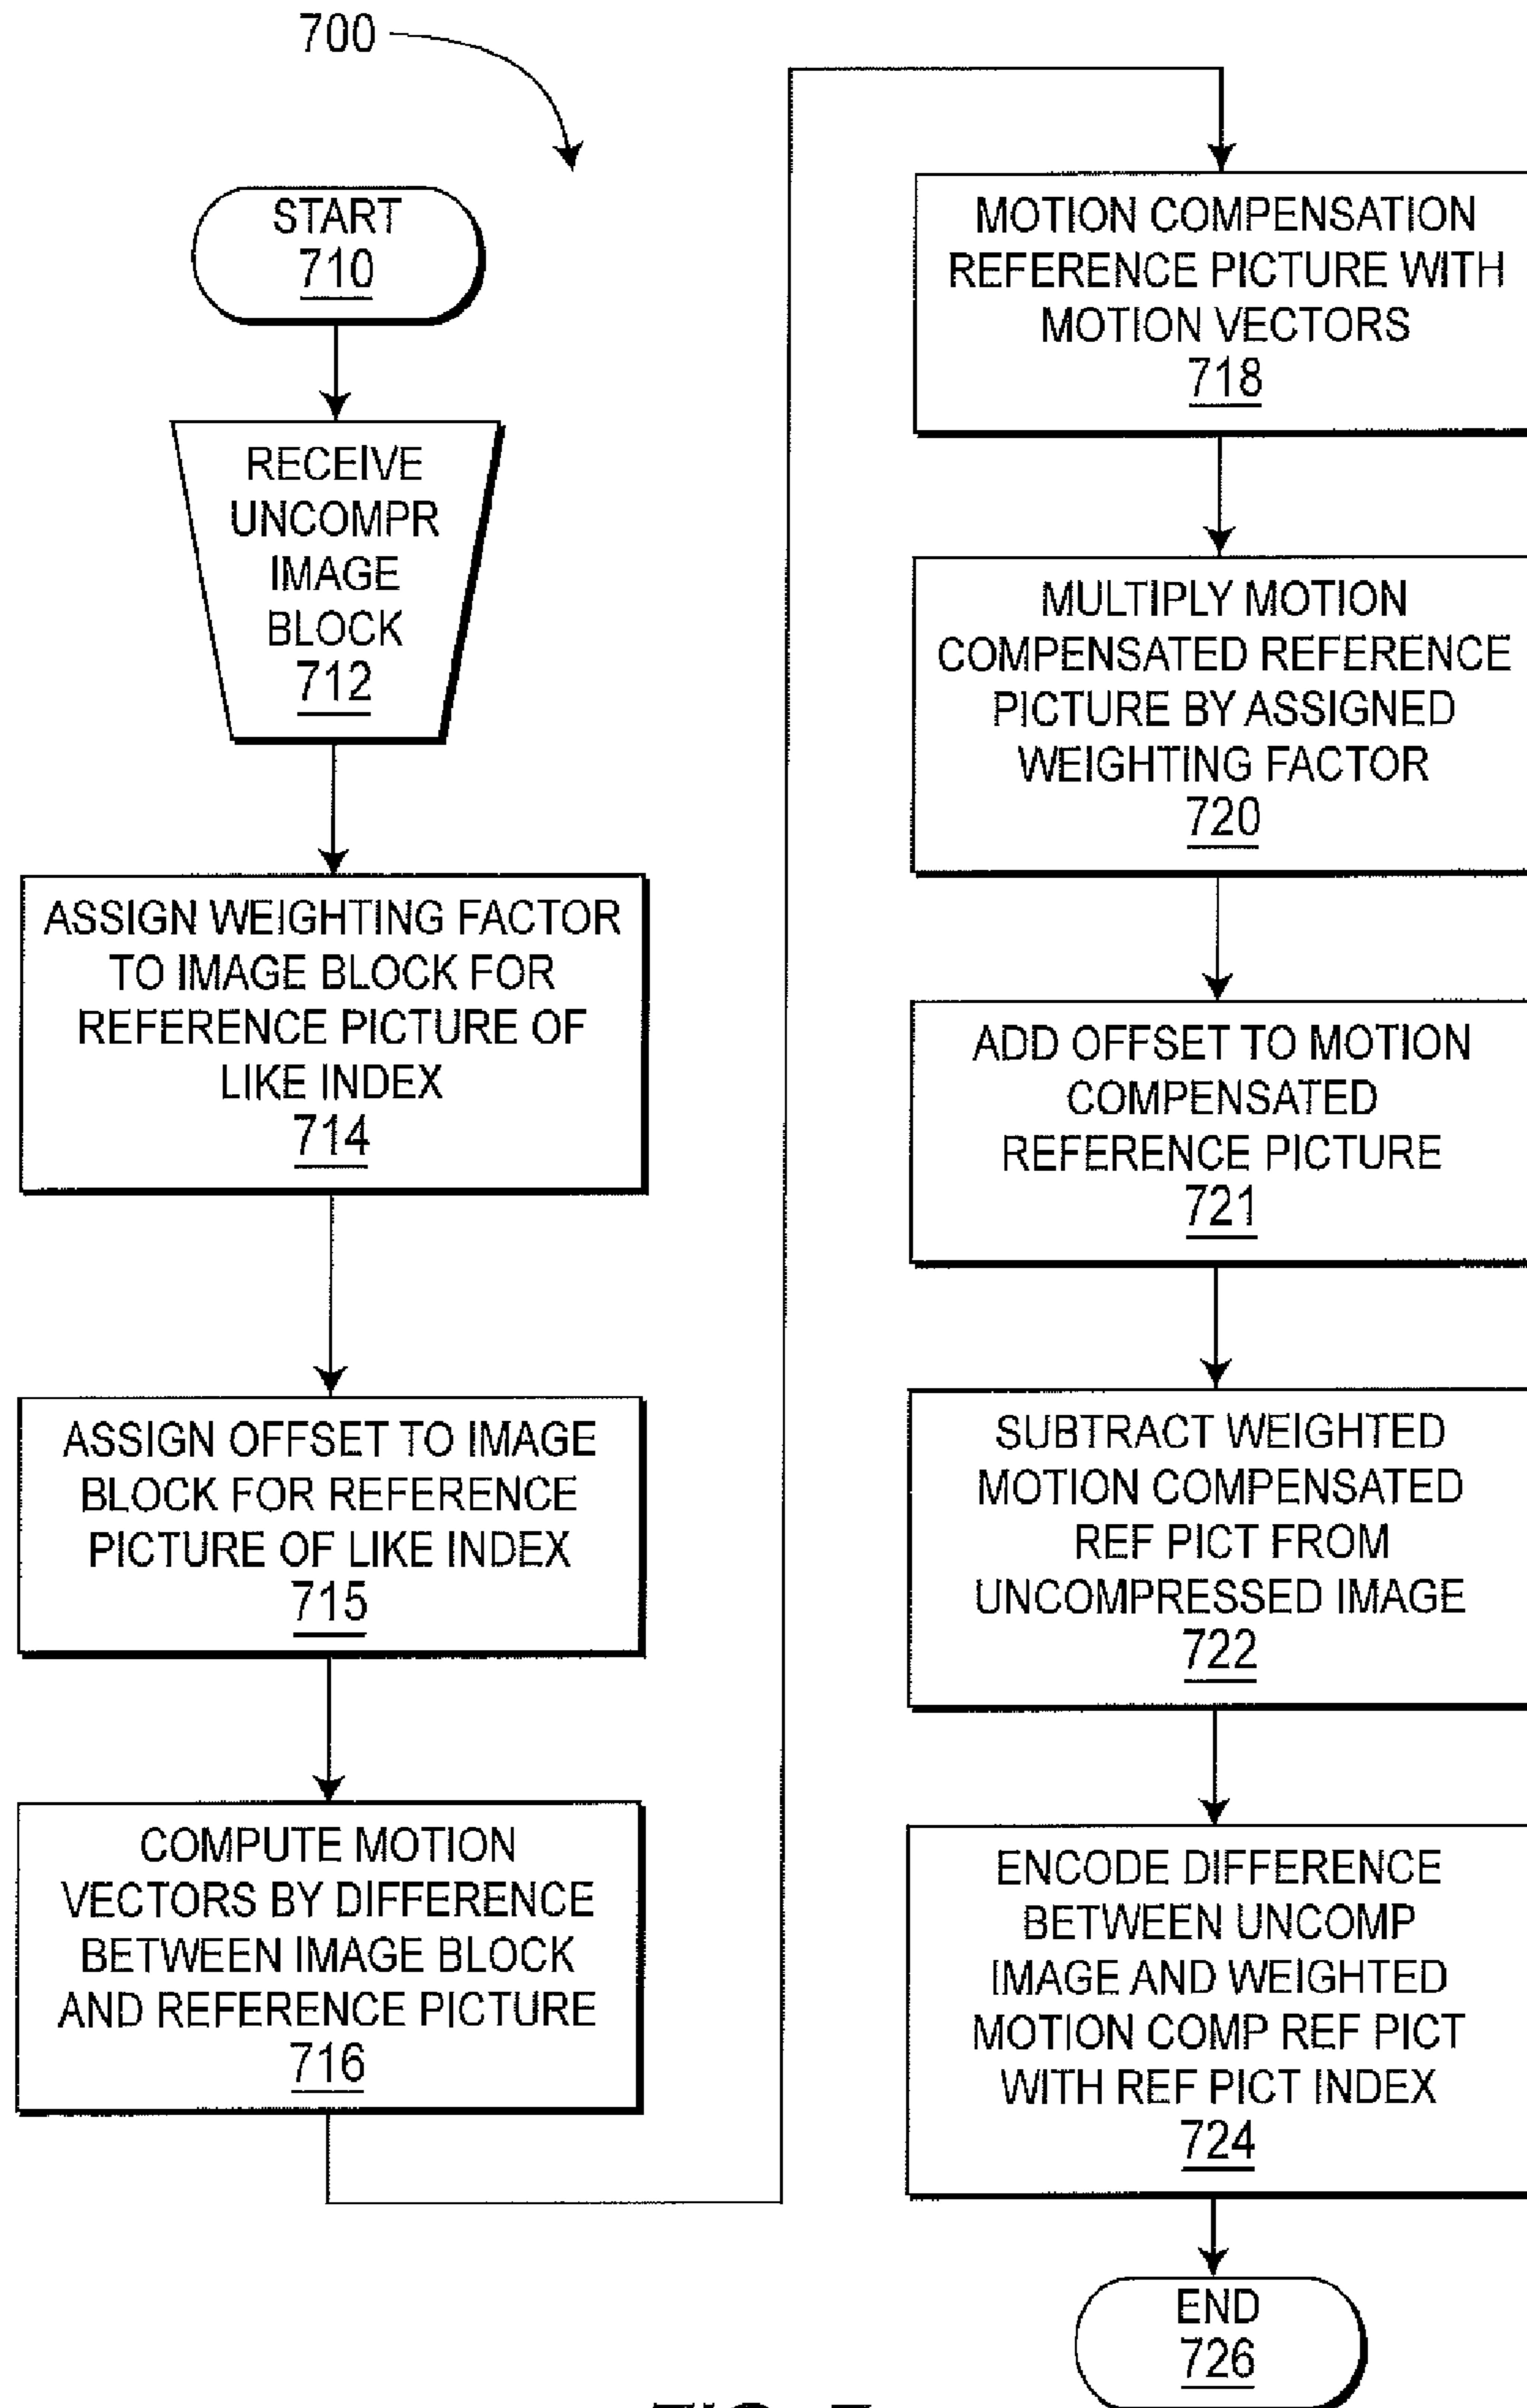 700
START
710
RECEIVE
UNCOMPR
IMAGE
BLOCK
712
ASSIGN WEIGHTING FACTOR
TO IMAGE BLOCK FOR
REFERENCE PICTURE OF
LIKE INDEX
714
ASSIGN OFFSET TO IMAGE
BLOCK FOR REFERENCE
PICTURE OF LIKE INDEX
715
COMPUTE MOTION
VECTORS BY DIFFERENCE
BETWEEN IMAGE BLOCK
AND REFERENCE PICTURE
716
MOTION COMPENSATION
REFERENCE PICTURE WITH
MOTION VECTORS
718
MULTIPLY MOTION
COMPENSATED REFERENCE
PICTURE BY ASSIGNED
WEIGHTING FACTOR
720
ADD OFFSET TO MOTION
COMPENSATED
REFERENCE PICTURE
721
SUBTRACT WEIGHTED
MOTION COMPENSATED
REF PICT FROM
UNCOMPRESSED IMAGE
722
ENCODE DIFFERENCE
BETWEEN UNCOMP
IMAGE AND WEIGHTED
MOTION COMP REF PICT
WITH REF PICT INDEX
724
END
726